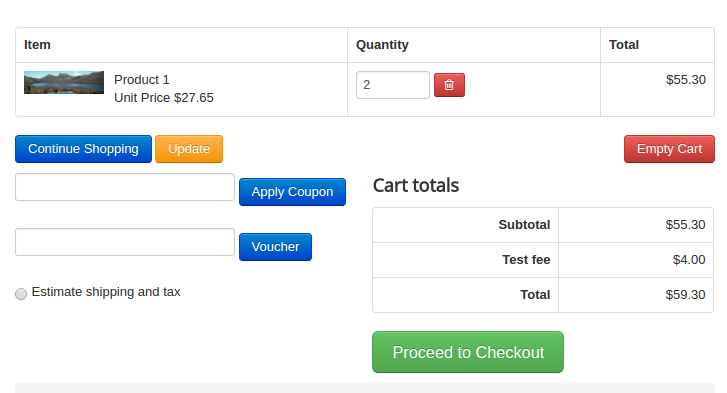 Item Quantity Total
Product 1
Unit Price $27.65
2
$55.30
Continue Shopping Update Empty Cart
Apply Coupon
Voucher
Estimate shipping and tax
Cart totals
Subtotal $55.30
Test fee $4.00
Total $59.30
Proceed to Checkout